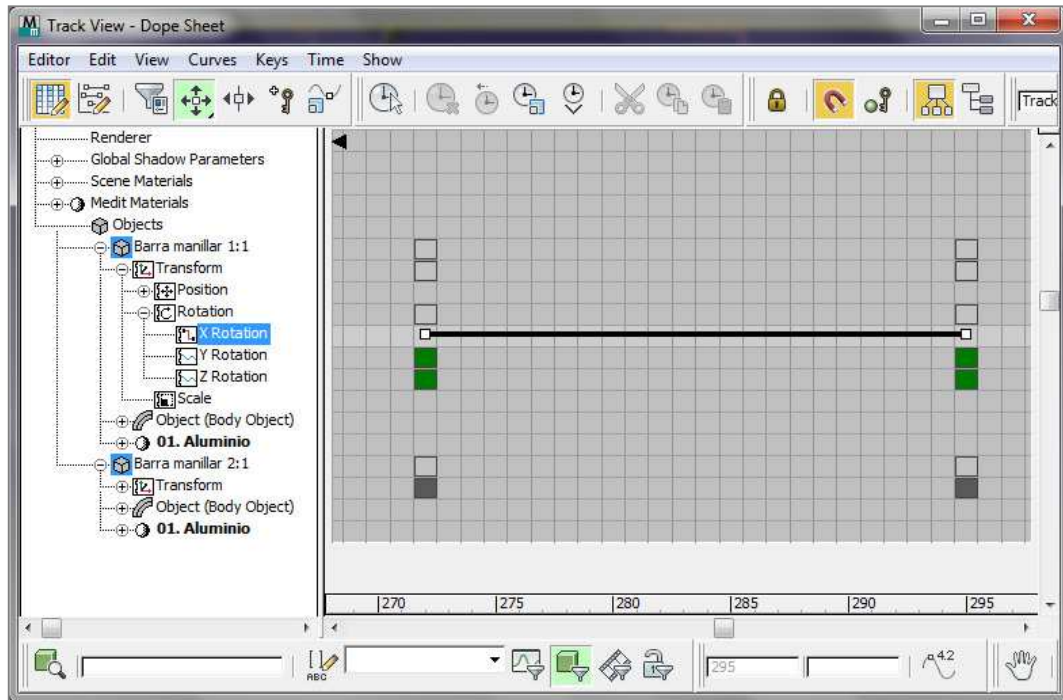 Track View - Dope Sheet
Editor Edit View Curves Keys Time Show
Track
Renderer
Global Shadow Parameters
Scene Materials
Medit Materials
Objects
Barra manillar 1:1
Transform
Position
Rotation
X Rotation
Y Rotation
Z Rotation
Scale
Object (Body Object)
01. Aluminio
Barra manillar 2:1
Transform
Object (Body Object)
01. Aluminio
270 275 280 285 290 295
ABC 295 4.2